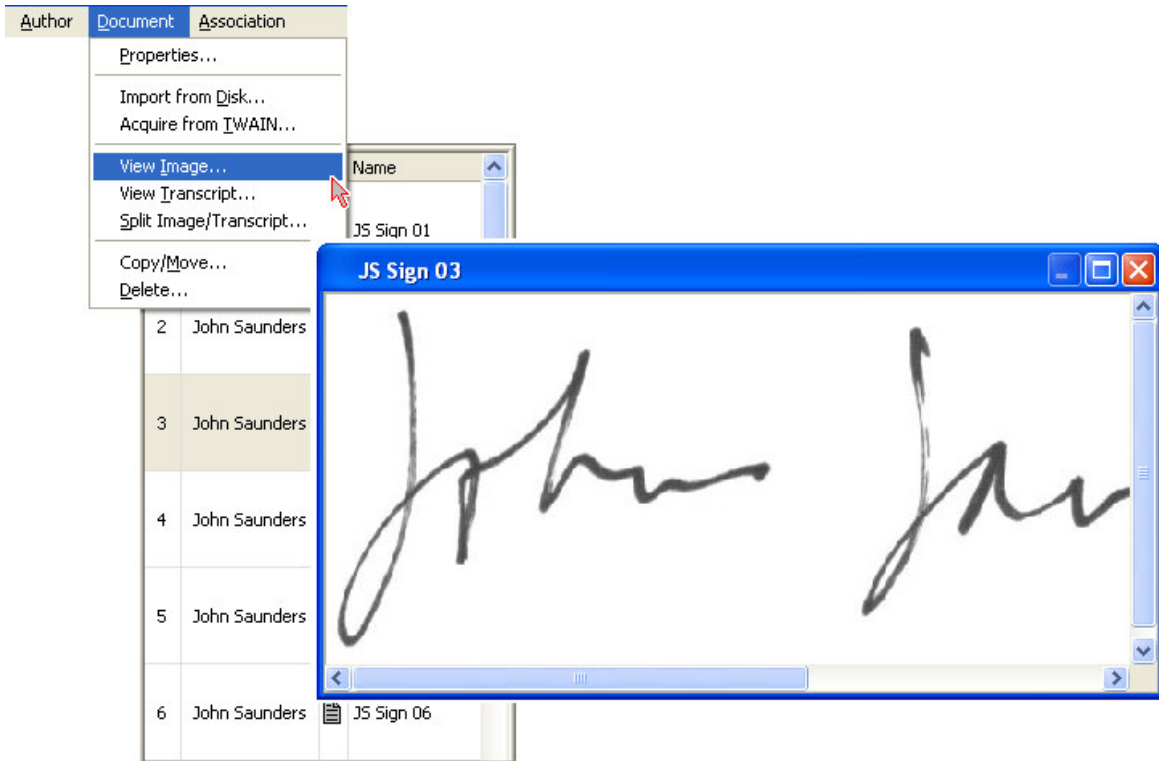 Author Document Association
Properties...
Import from Disk...
Acquire from TWAIN...
View Image...
View Transcript...
Split Image/Transcript...
Copy/Move...
Delete...
Name
JS Sign 01
JS Sign 03
John Sau
2 John Saunders
3 John Saunders
4 John Saunders
5 John Saunders
6 John Saunders JS Sign 06